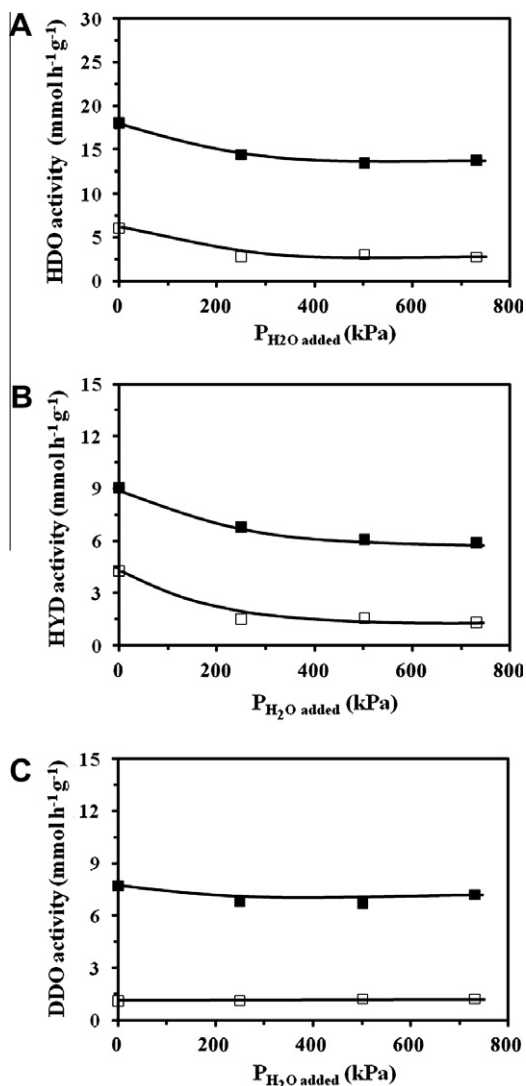 A
HDO activity (mmol h⁻¹g⁻¹)
30
25
20
15
10
5
0
0 200 400 600 800
P_H2O added (kPa)
B
HYD activity (mmol h⁻¹g⁻¹)
15
12
9
6
3
0
0 200 400 600 800
P_H₂O added (kPa)
C
DDO activity (mmol h⁻¹g⁻¹)
15
12
9
6
3
0
0 200 400 600 800
P_H₂O added (kPa)